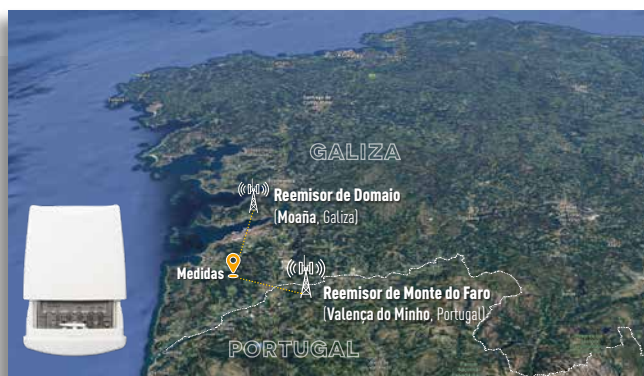 GALIZA
Reemisor de Domaio
(Moaña, Galiza)
Medidas
Reemisor de Monte do Faro
(Valença do Minho, Portugal)
PORTUGAL